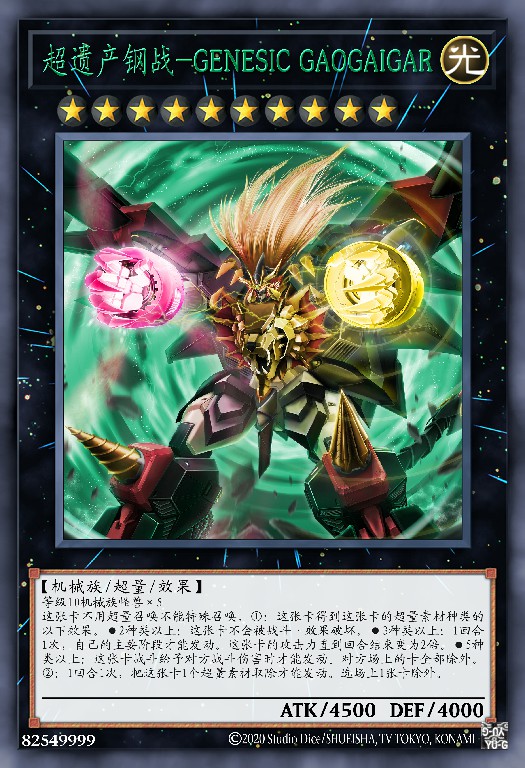 超遗产钢战-GENESIC GAOGAIGAR
光
【机械族/超量/效果】
等级10机械族怪兽×5
这张卡不用超量召唤不能特殊召唤。①：这张卡得到这张卡的超量素材种类的
以下效果。●2种类以上：这张卡不会被战斗·效果破坏。●3种类以上：1回合
1次，自己的主要阶段才能发动。这张卡的攻击力直到回合结束变为2倍。●5种
类以上：这张卡战斗给予对方战斗伤害时才能发动。对方场上的卡全部除外。
②：1回合1次，把这张卡1个超量素材取除才能发动。选场上1张卡除外。
ATK/4500 DEF/4000
82549999
©2020 Studio Dice/SHUEISHA, TV TOKYO, KONAMI
YU-G